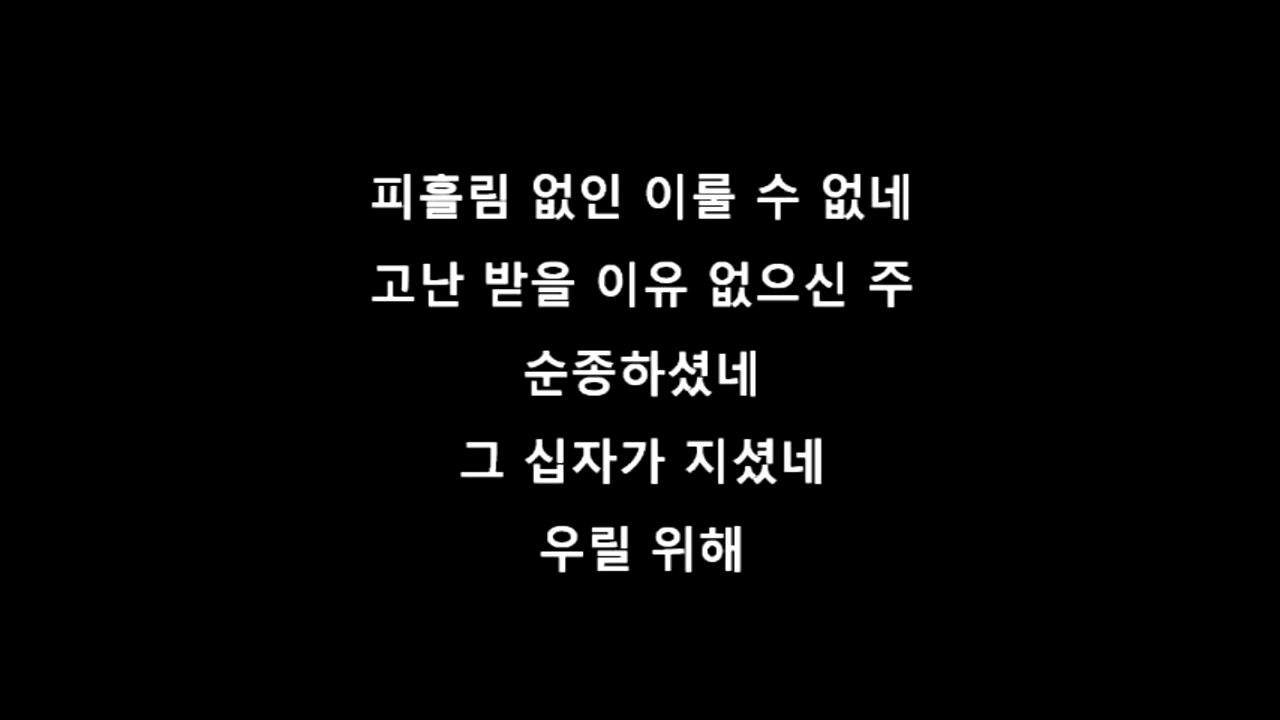 피흘림 없인 이룰 수 없네
고난 받을 이유 없으신 주
순종하셨네
그 십자가 지셨네
우릴 위해